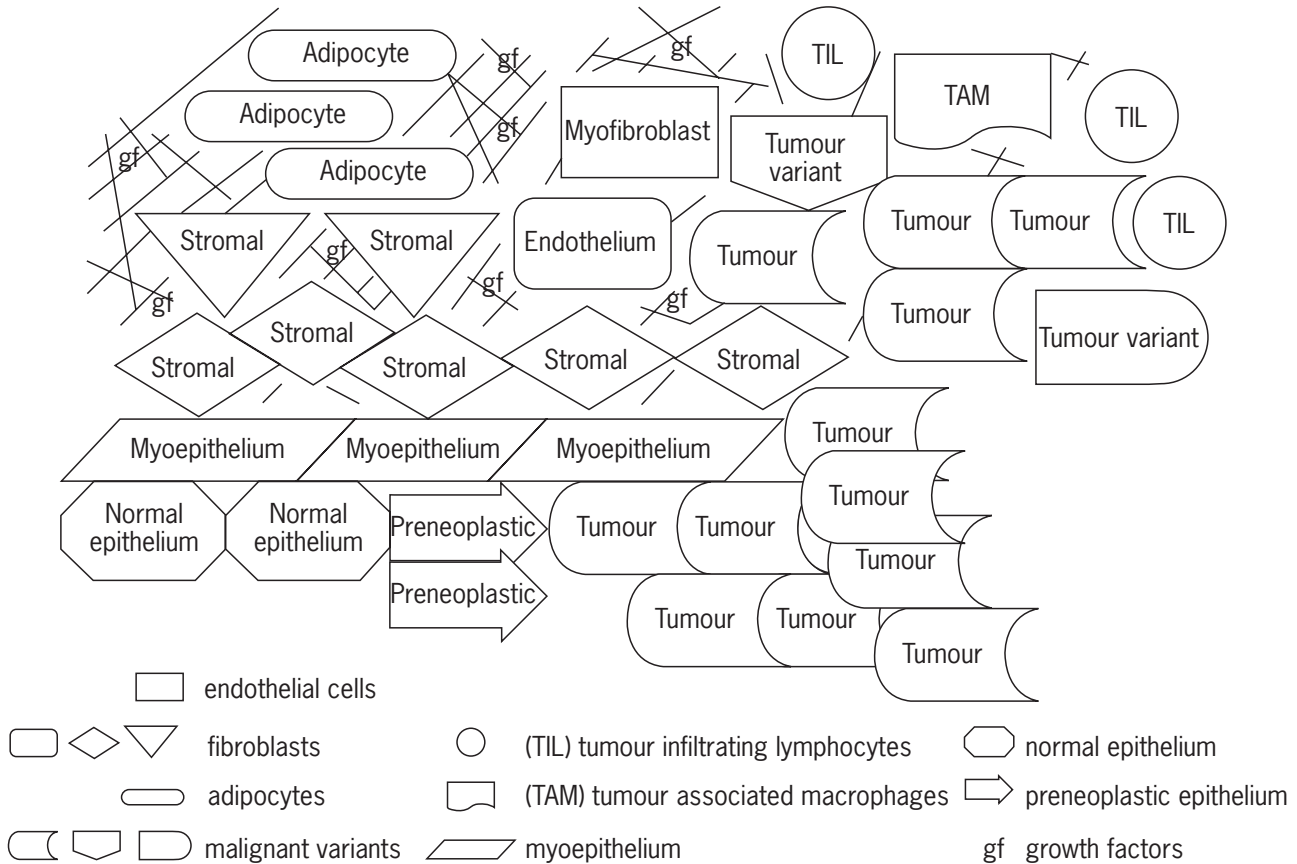 Adipocyte
gf
gf
TIL
TAM
Adipocyte
gf
Myofibroblast
TIL
gf
Adipocyte
Tumour
variant
Stromal
gf
Stromal
Endothelium
Tumour
Tumour
Tumour
TIL
gf
gf
gf
Tumour
Stromal
Tumour variant
Stromal
Stromal
Stromal
Stromal
Myoepithelium
Myoepithelium
Myoepithelium
Tumour
Normal
epithelium
Normal
epithelium
Preneoplastic
Tumour
Tumour
Tumour
Tumour
Preneoplastic
Tumour
Tumour
Tumour
endothelial cells
fibroblasts
(TIL) tumour infiltrating lymphocytes
normal epithelium
adipocytes
(TAM) tumour associated macrophages
preneoplastic epithelium
malignant variants
myoepithelium
gf growth factors